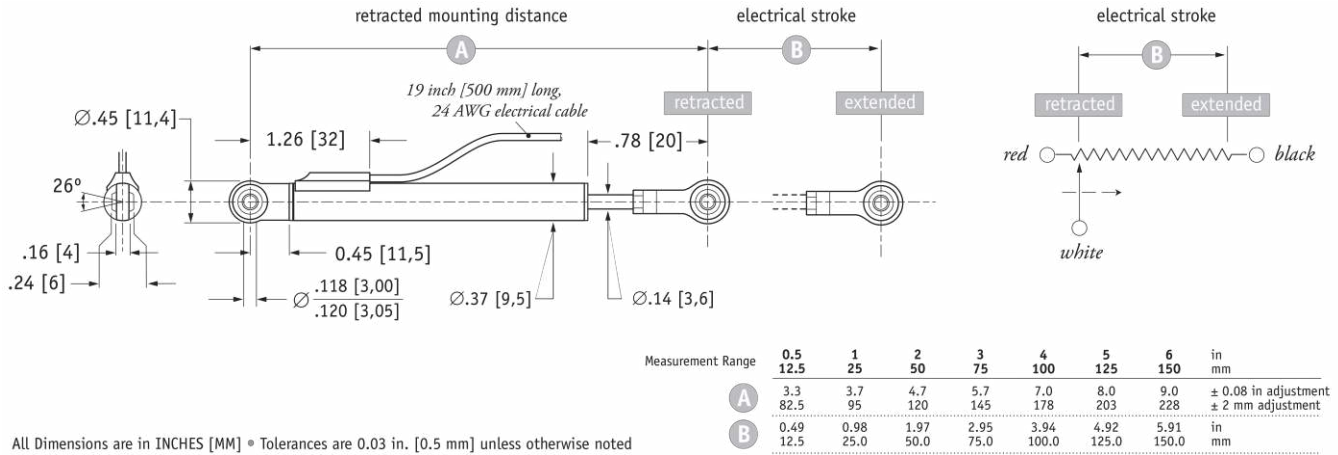 retracted mounting distance
electrical stroke
electrical stroke
A
B
B
19 inch [500 mm] long,
24 AWG electrical cable
retracted
extended
retracted
extended
Ø.45 [11,4]
1.26 [32]
.78 [20]
red
black
26º
white
.16 [4]
0.45 [11,5]
.24 [6]
Ø .118 [3,00]
.120 [3,05]
Ø.37 [9,5]
Ø.14 [3,6]
Measurement Range 0.5 1 2 3 4 5 6 in
12.5 25 50 75 100 125 150 mm
A 3.3 3.7 4.7 5.7 7.0 8.0 9.0 ± 0.08 in adjustment
82.5 95 120 145 178 203 228 ± 2 mm adjustment
B 0.49 0.98 1.97 2.95 3.94 4.92 5.91 in
12.5 25.0 50.0 75.0 100.0 125.0 150.0 mm
All Dimensions are in INCHES [MM] • Tolerances are 0.03 in. [0.5 mm] unless otherwise noted